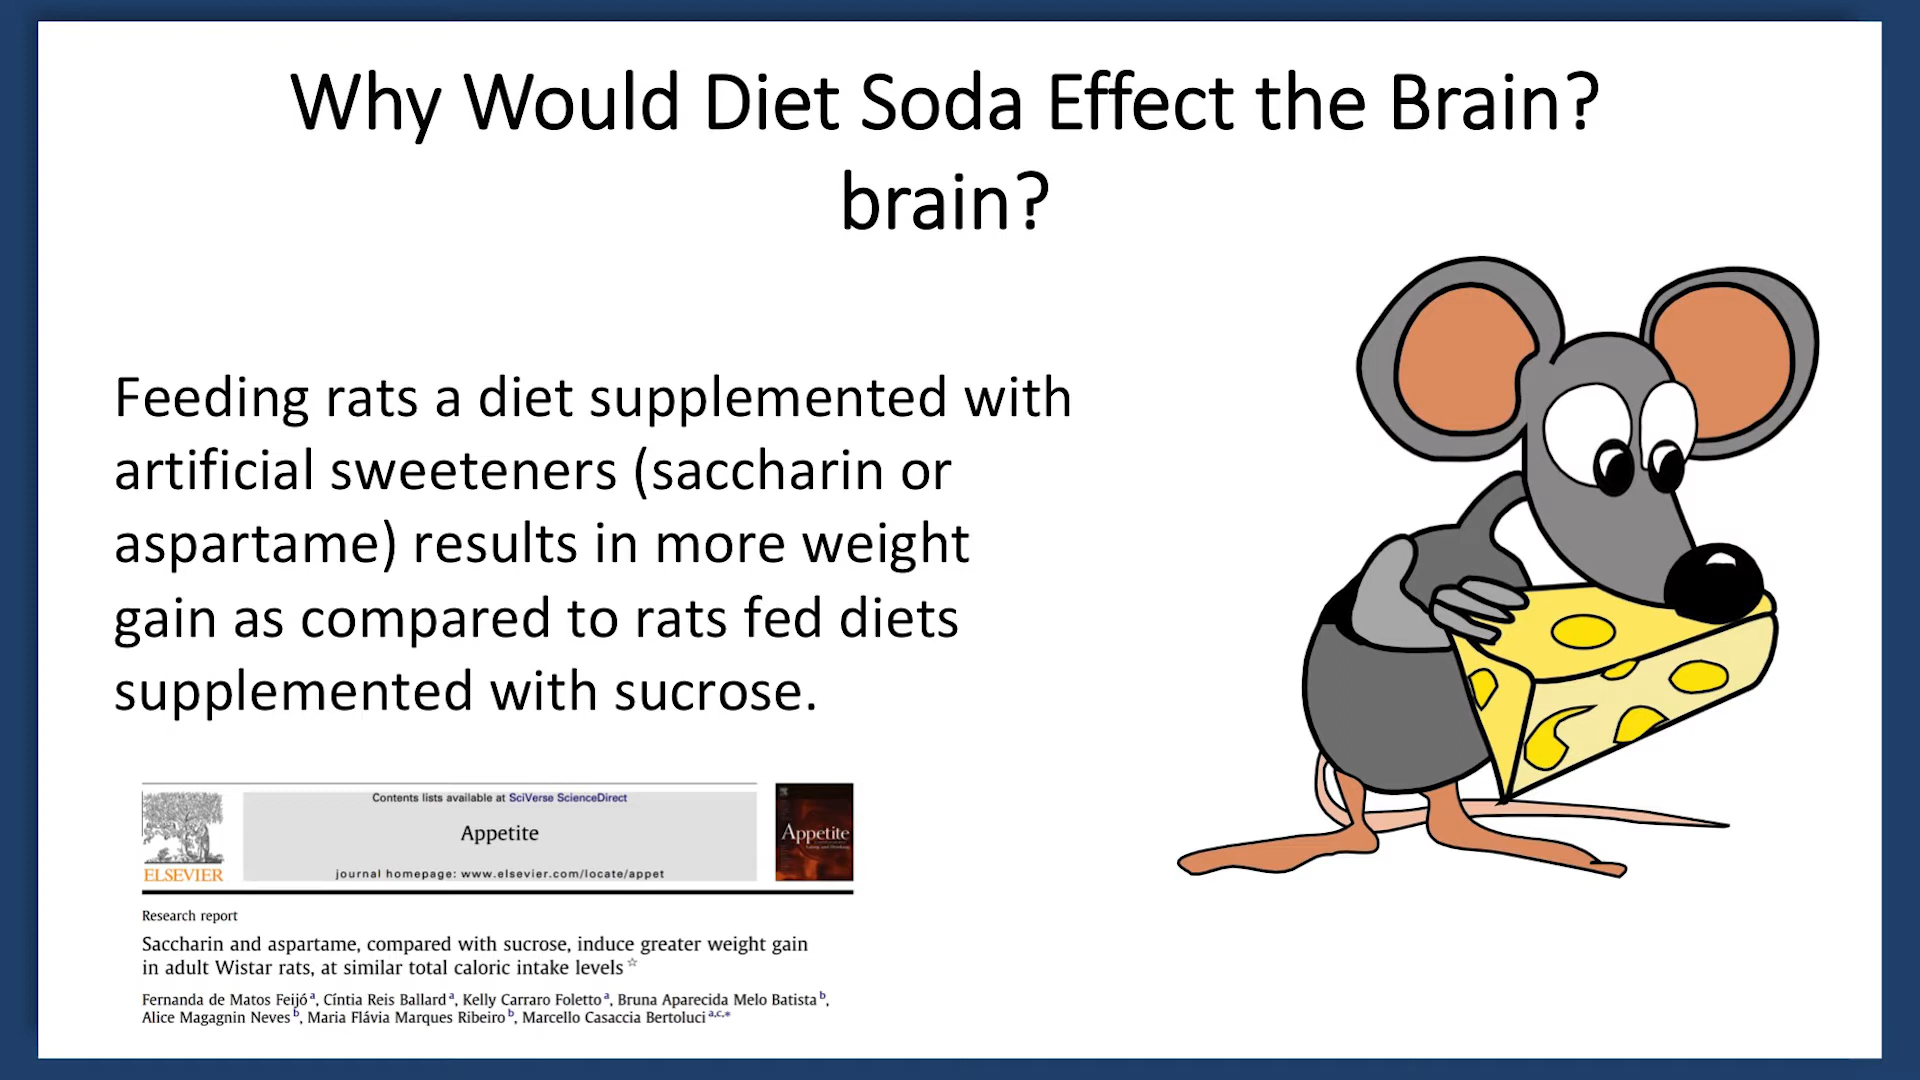 Why Would Diet Soda Effect the Brain?
brain?
Feeding rats a diet supplemented with
artificial sweeteners (saccharin or
aspartame) results in more weight
gain as compared to rats fed diets
supplemented with sucrose.
Contents lists available at SciVerse ScienceDirect
Appetite
journal homepage: www.elsevier.com/locate/appet
ELSEVIER
Appetite
Research report
Saccharin and aspartame, compared with sucrose, induce greater weight gain
in adult Wistar rats, at similar total caloric intake levels ☆
Fernanda de Matos Feijó a, Cíntia Reis Ballard a, Kelly Carraro Foletto a, Bruna Aparecida Melo Batista b,
Alice Magagnin Neves b, Maria Flávia Marques Ribeiro b, Marcello Casaccia Bertoluci a,c,*